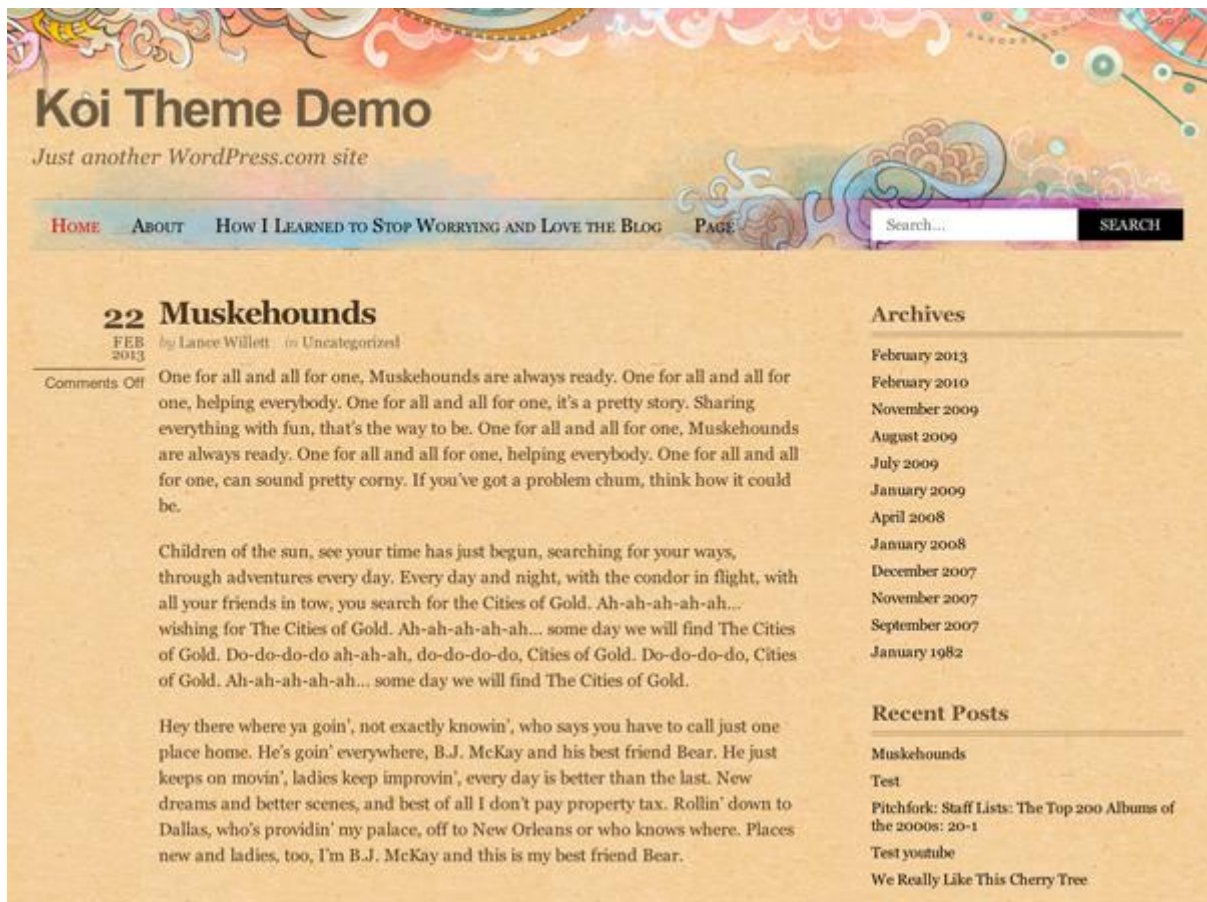 Koi Theme Demo
Just another WordPress.com site
Home About How I Learned to Stop Worrying and Love the Blog Page
Search... SEARCH
22
FEB
2013
Comments Off
Muskehounds
by Lance Willett in Uncategorized
One for all and all for one, Muskehounds are always ready. One for all and all for
one, helping everybody. One for all and all for one, it's a pretty story. Sharing
everything with fun, that's the way to be. One for all and all for one, Muskehounds
are always ready. One for all and all for one, helping everybody. One for all and all
for one, can sound pretty corny. If you've got a problem chum, think how it could
be.
Children of the sun, see your time has just begun, searching for your ways,
through adventures every day. Every day and night, with the condor in flight, with
all your friends in tow, you search for the Cities of Gold. Ah-ah-ah-ah-ah...
wishing for The Cities of Gold. Ah-ah-ah-ah-ah... some day we will find The Cities
of Gold. Do-do-do-do ah-ah-ah, do-do-do-do, Cities of Gold. Do-do-do-do, Cities
of Gold. Ah-ah-ah-ah-ah... some day we will find The Cities of Gold.
Hey there where ya goin', not exactly knowin', who says you have to call just one
place home. He's goin' everywhere, B.J. McKay and his best friend Bear. He just
keeps on movin', ladies keep improvin', every day is better than the last. New
dreams and better scenes, and best of all I don't pay property tax. Rollin' down to
Dallas, who's providin' my palace, off to New Orleans or who knows where. Places
new and ladies, too, I'm B.J. McKay and this is my best friend Bear.
Archives
February 2013
February 2010
November 2009
August 2009
July 2009
January 2009
April 2008
January 2008
December 2007
November 2007
September 2007
January 1982
Recent Posts
Muskehounds
Test
Pitchfork: Staff Lists: The Top 200 Albums of
the 2000s: 20-1
Test youtube
We Really Like This Cherry Tree